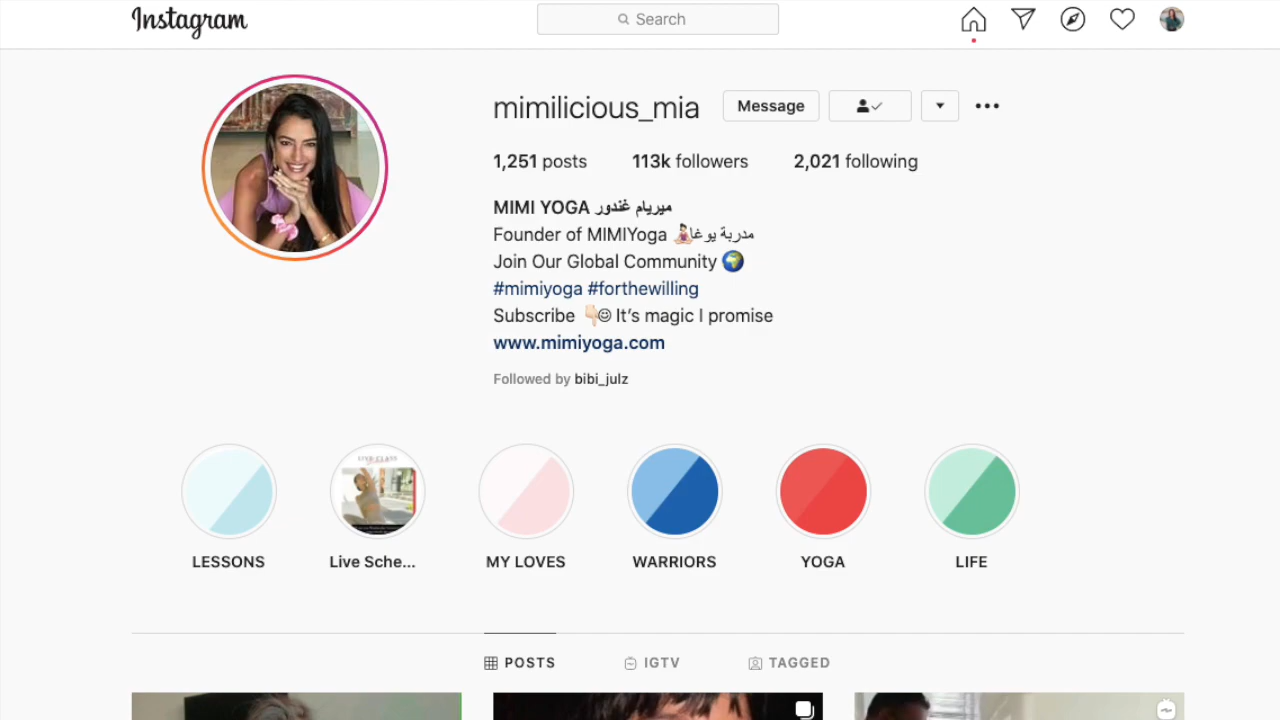 Instagram
Search
mimilicious_mia
Message
1,251 posts
113k followers
2,021 following
MIMI YOGA ميريام غندور
Founder of MIMIYoga 🧘🏻‍♀️مدربة يوغا
Join Our Global Community 🌍
#mimiyoga #forthewilling
Subscribe 👇🏻☺ It’s magic I promise
www.mimiyoga.com
Followed by bibi_julz
LIVE CLASS
LESSONS
Live Sche...
MY LOVES
WARRIORS
YOGA
LIFE
POSTS
IGTV
TAGGED